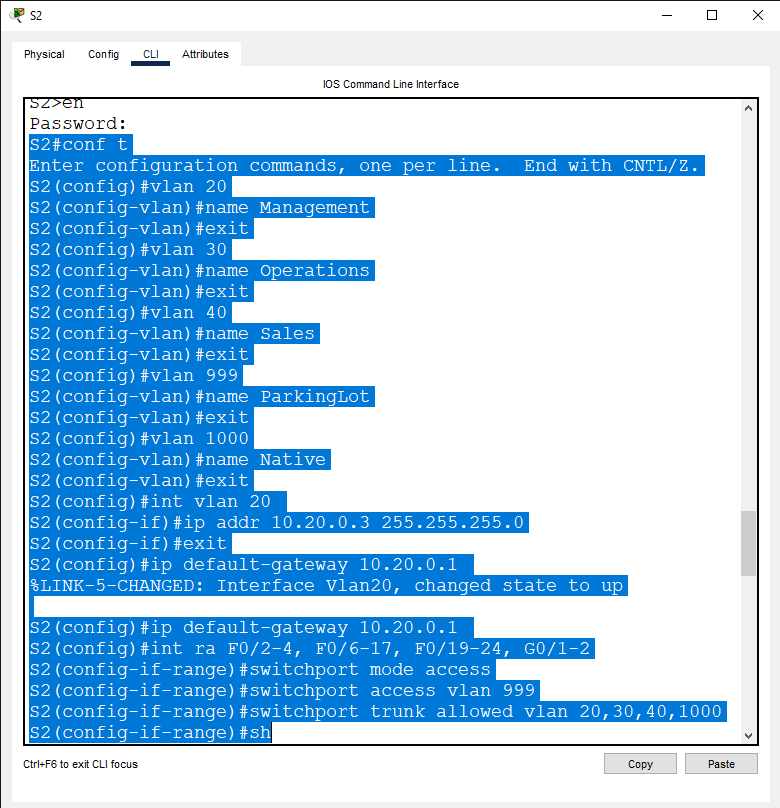 S2
Physical Config CLI Attributes
IOS Command Line Interface
S2>en
Password:
S2#conf t
Enter configuration commands, one per line.  End with CNTL/Z.
S2(config)#vlan 20
S2(config-vlan)#name Management
S2(config-vlan)#exit
S2(config)#vlan 30
S2(config-vlan)#name Operations
S2(config-vlan)#exit
S2(config)#vlan 40
S2(config-vlan)#name Sales
S2(config-vlan)#exit
S2(config)#vlan 999
S2(config-vlan)#name ParkingLot
S2(config-vlan)#exit
S2(config)#vlan 1000
S2(config-vlan)#name Native
S2(config-vlan)#exit
S2(config)#int vlan 20
S2(config-if)#ip addr 10.20.0.3 255.255.255.0
S2(config-if)#exit
S2(config)#ip default-gateway 10.20.0.1
%LINK-5-CHANGED: Interface Vlan20, changed state to up
S2(config)#ip default-gateway 10.20.0.1
S2(config)#int ra F0/2-4, F0/6-17, F0/19-24, G0/1-2
S2(config-if-range)#switchport mode access
S2(config-if-range)#switchport access vlan 999
S2(config-if-range)#switchport trunk allowed vlan 20,30,40,1000
S2(config-if-range)#sh
Ctrl+F6 to exit CLI focus
Copy Paste